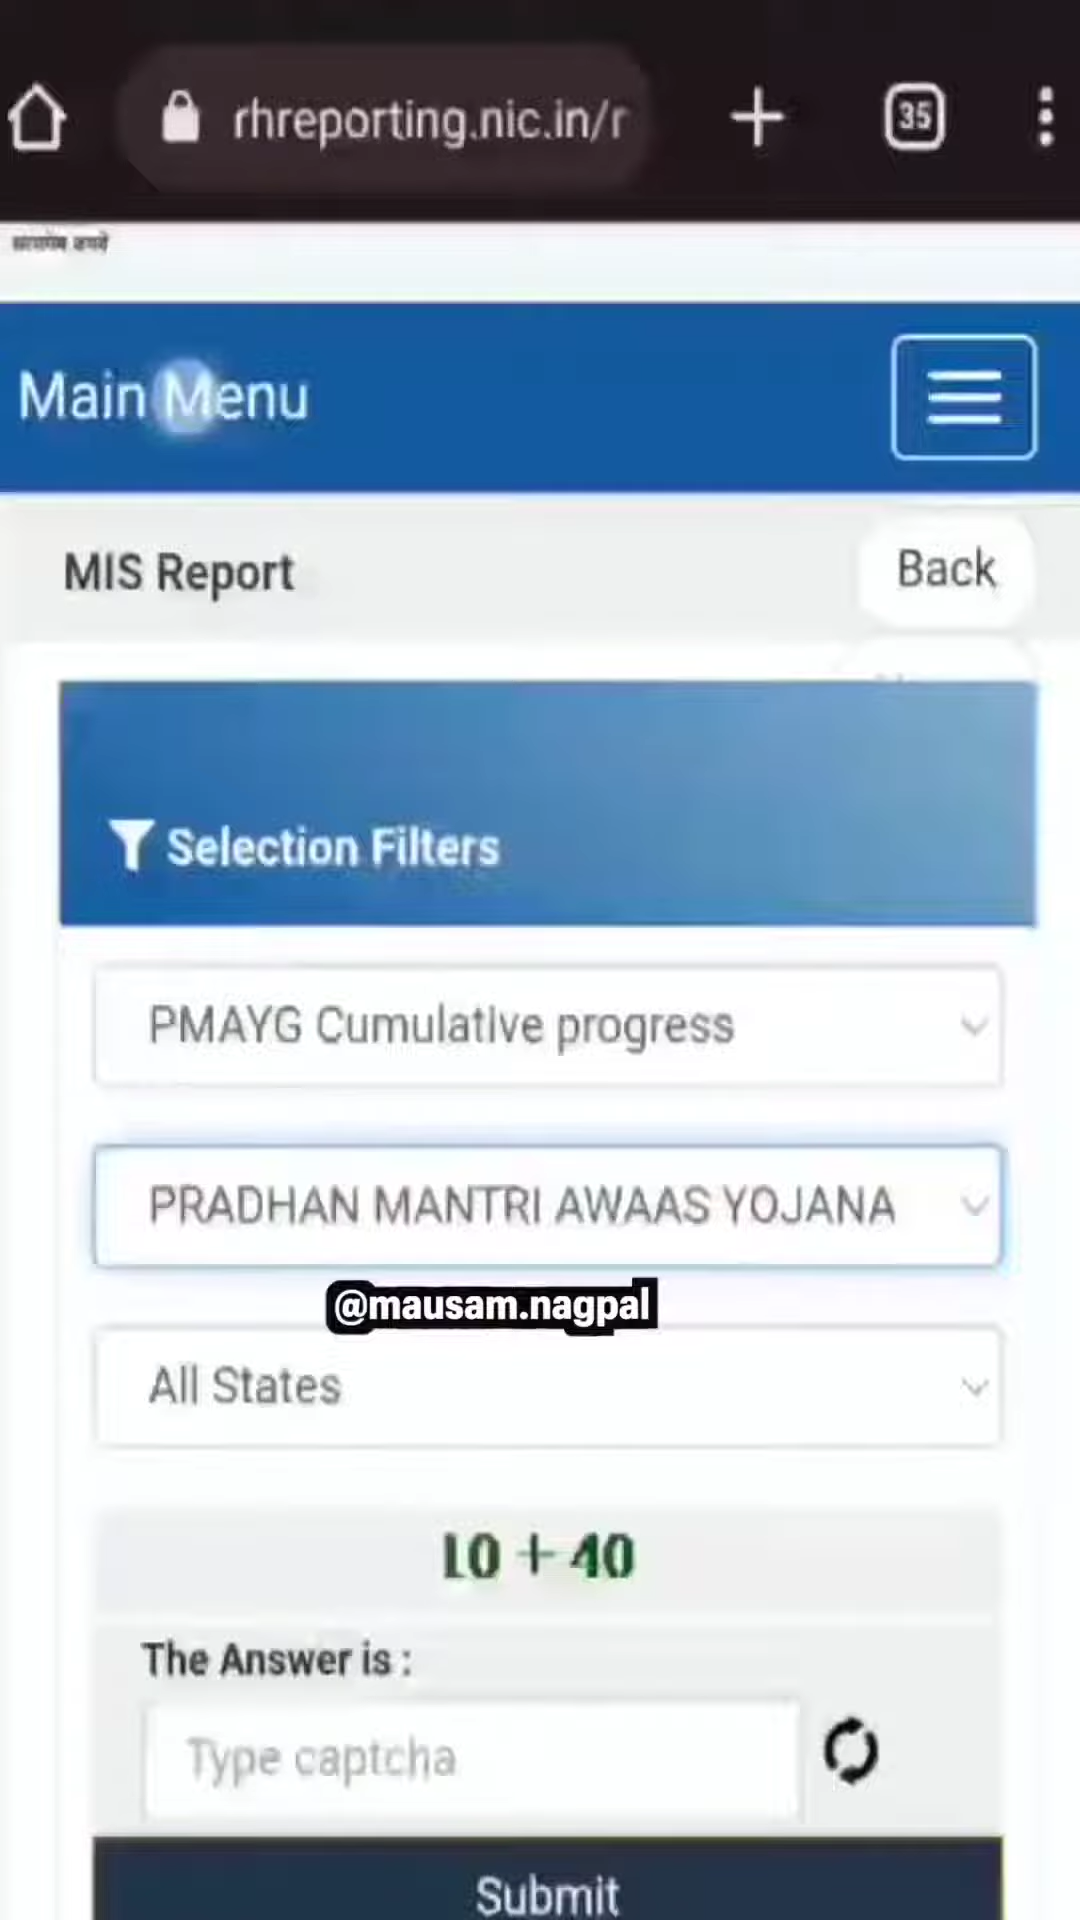 rhreporting.nic.in/r
35
Main Menu
MIS Report
Back
Selection Filters
PMAYG Cumulative progress
PRADHAN MANTRI AWAAS YOJANA
@mausam.nagpal
All States
10 + 40
The Answer is :
Type captcha
Submit